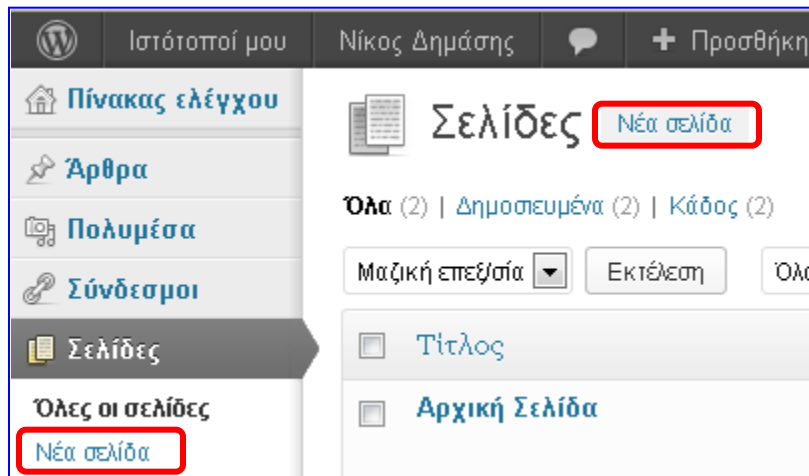 Ιστότοποί μου Νίκος Δημάσης Προσθήκη
Πίνακας ελέγχου
Άρθρα
Πολυμέσα
Σύνδεσμοι
Σελίδες
Όλες οι σελίδες
Νέα σελίδα
Σελίδες Νέα σελίδα
Όλα (2) | Δημοσιευμένα (2) | Κάδος (2)
Μαζική επεξ/σία Εκτέλεση Όλα
Τίτλος
Αρχική Σελίδα